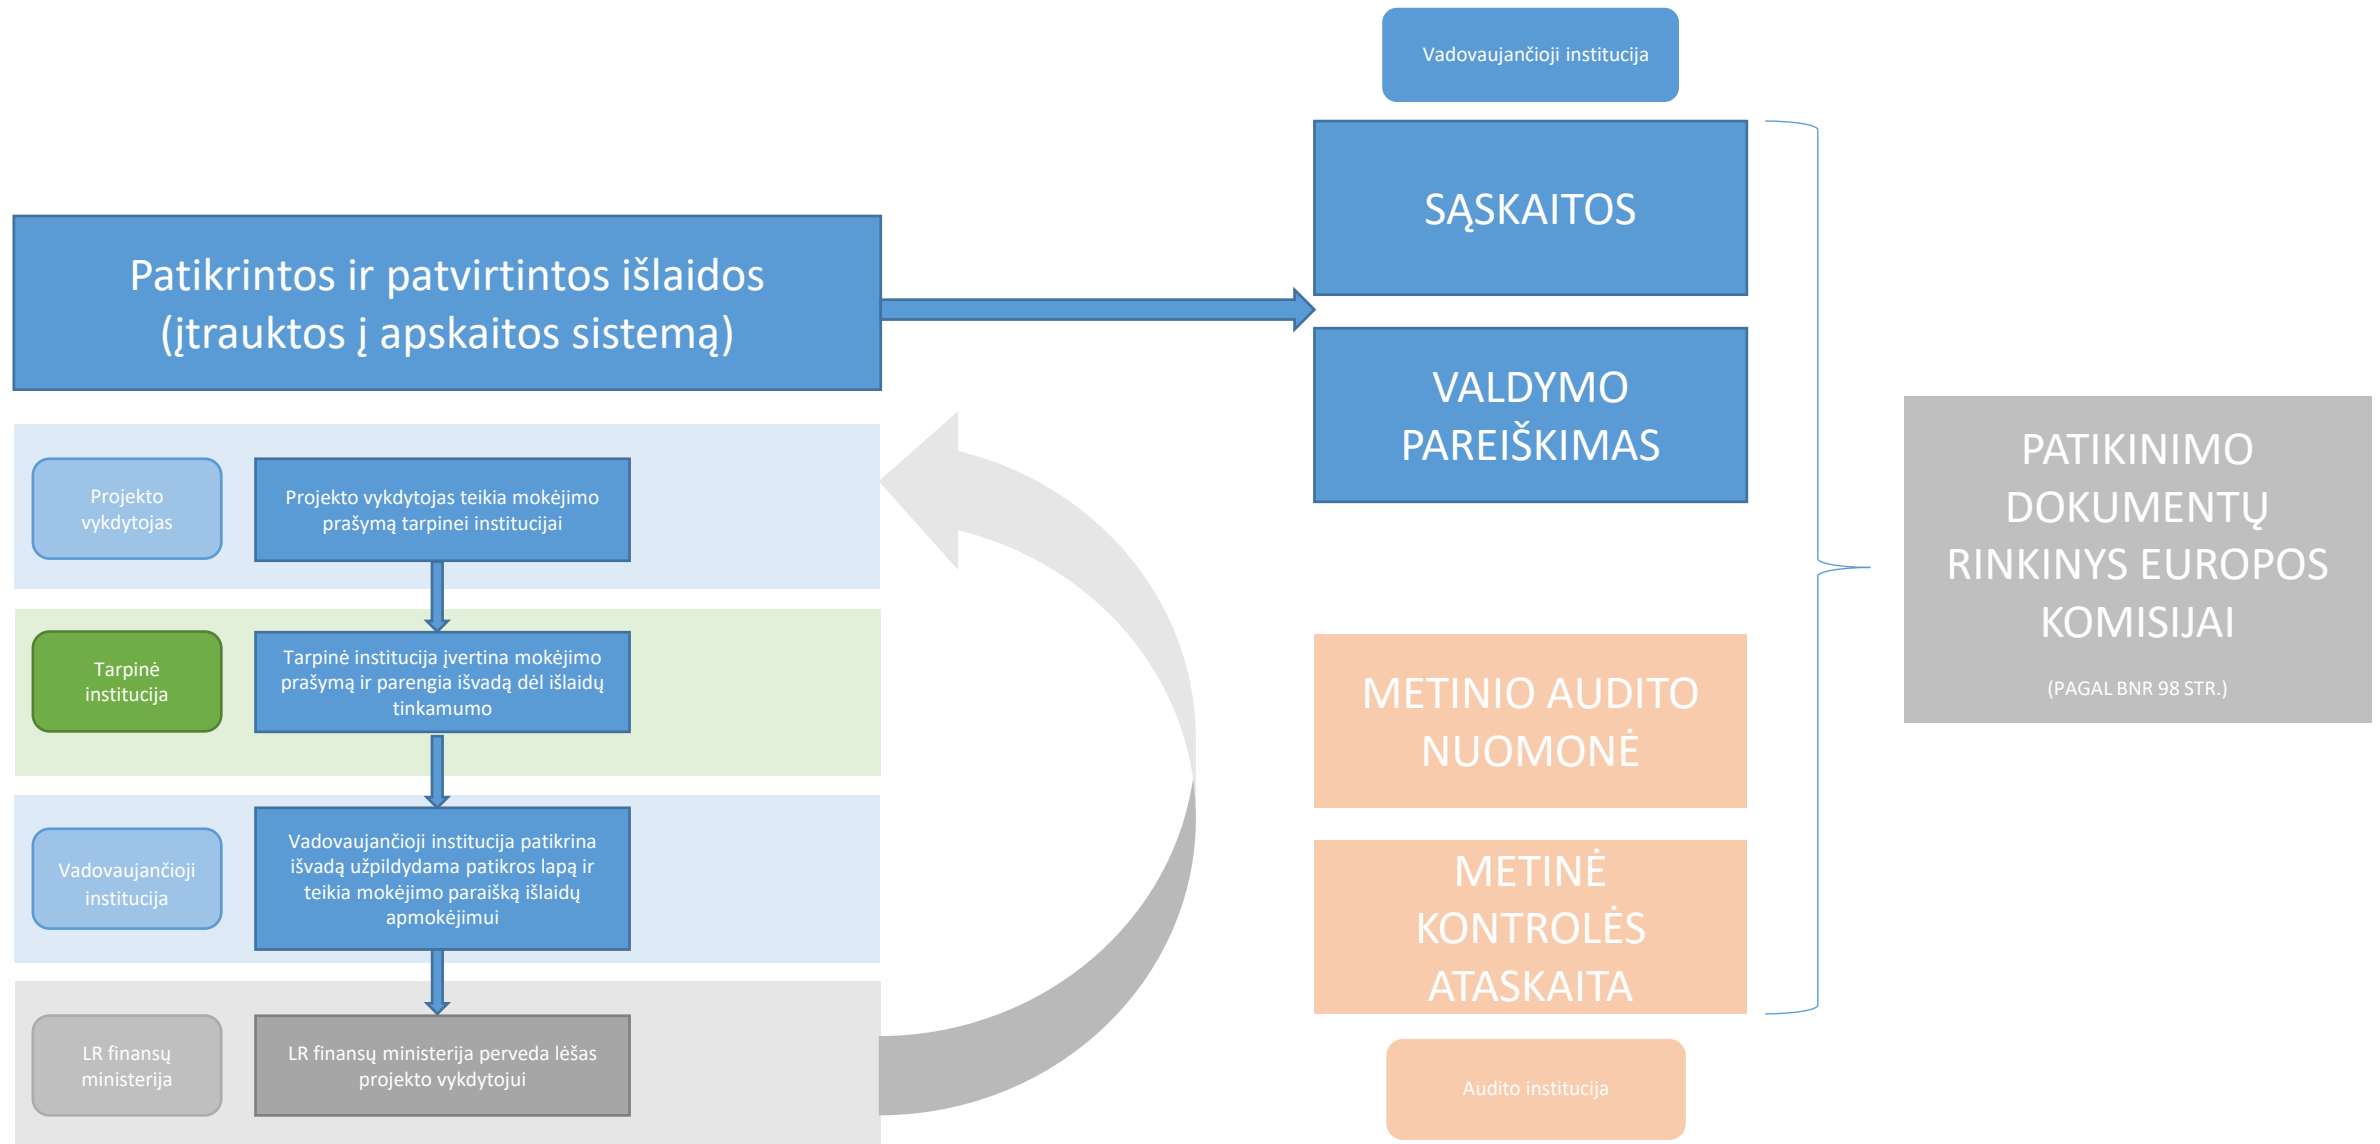 Patikrintos ir patvirtintos išlaidos
(įtrauktos į apskaitos sistemą)
Projekto
vykdytojas
Projekto vykdytojas teikia mokėjimo
prašymą tarpinei institucijai
Tarpinė
institucija
Tarpinė institucija įvertina mokėjimo
prašymą ir parengia išvadą dėl išlaidų
tinkamumo
Vadovaujančioji
institucija
Vadovaujančioji institucija patikrina
išvadą užpildydama patikros lapą ir
teikia mokėjimo paraišką išlaidų
apmokėjimui
LR finansų
ministerija
LR finansų ministerija perveda lėšas
projekto vykdytojui
Vadovaujančioji institucija
SĄSKAITOS
VALDYMO
PAREIŠKIMAS
METINIO AUDITO
NUOMONĖ
METINĖ
KONTROLĖS
ATASKAITA
Audito institucija
PATIKINIMO
DOKUMENTŲ
RINKINYS EUROPOS
KOMISIJAI
(PAGAL BNR 98 STR.)